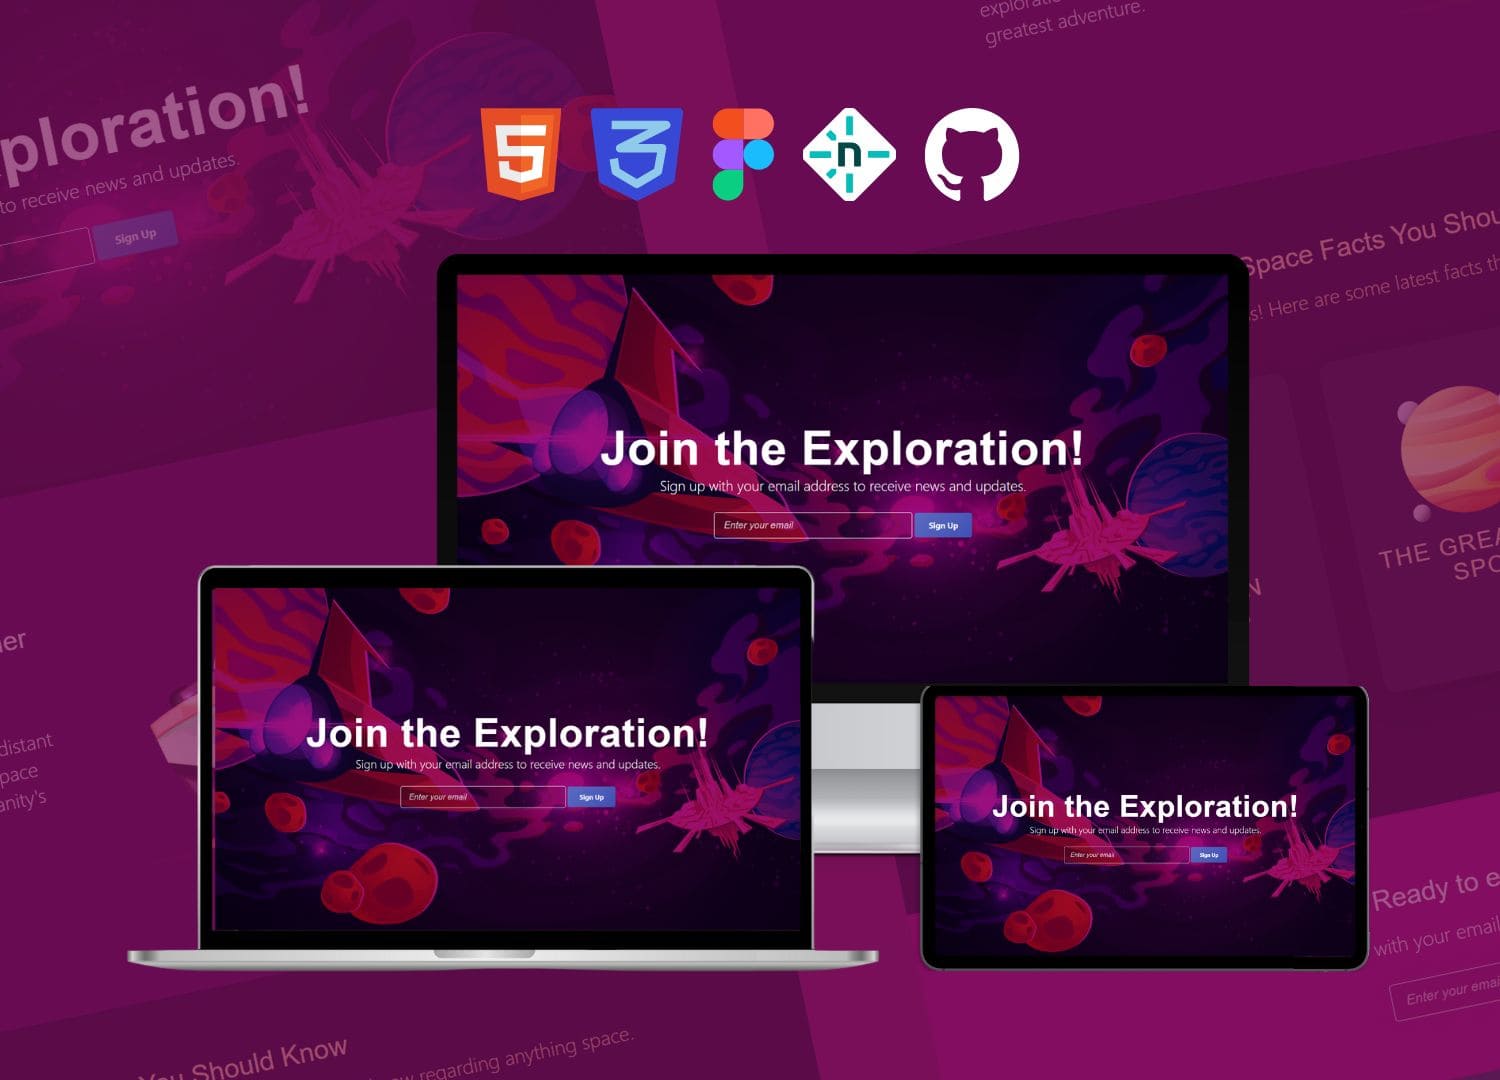 exploratio
greatest adventure.
ploration!
to receive news and updates.
Sign Up
Space Facts You Shou
s! Here are some latest facts th
Join the Exploration!
Sign up with your email address to receive news and updates.
Enter your email
Sign Up
THE GREA
SPO
N
er
distant
pace
anity's
Join the Exploration!
Sign up with your email address to receive news and updates.
Enter your email
Sign Up
Join the Exploration!
Sign up with your email address to receive news and updates.
Enter your email
Sign Up
Ready to e
with your email
Enter your emai
You Should Know
regarding anything space.